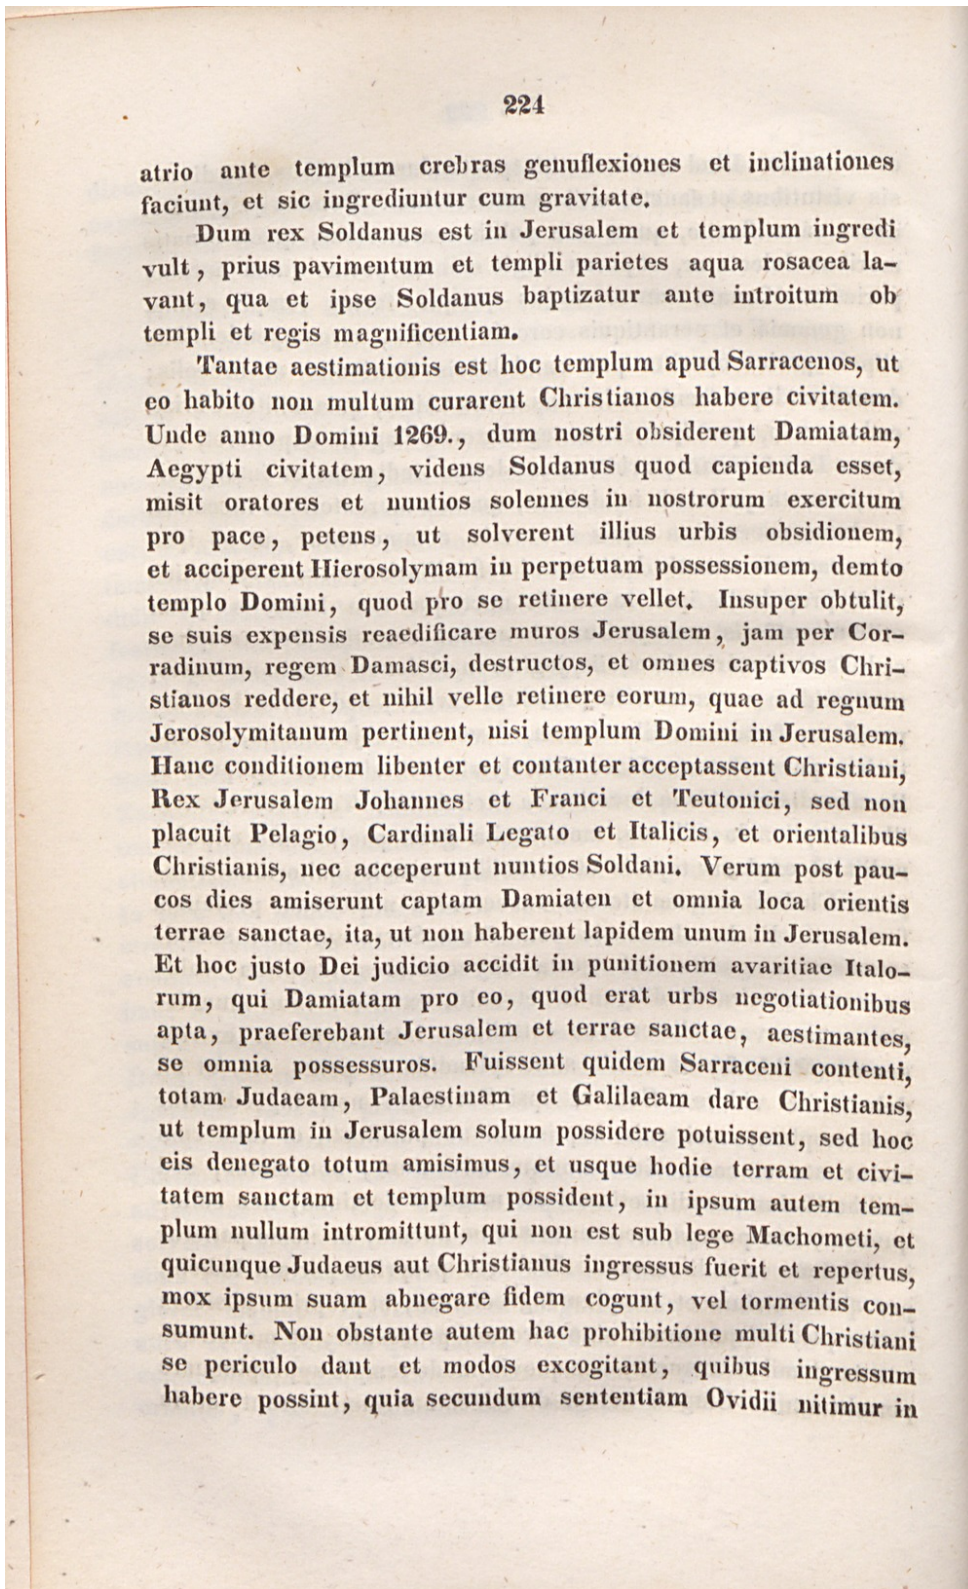 224
atrio ante templum crebras genuflexiones et inclinationes
faciunt, et sic ingrediuntur cum gravitate.
Dum rex Soldanus est in Jerusalem et templum ingredi
vult, prius pavimentum et templi parietes aqua rosacea la-
vant, qua et ipse Soldanus baptizatur ante introitum ob
templi et regis magnificentiam.
Tantae aestimationis est hoc templum apud Sarracenos, ut
eo habito non multum curarent Christianos habere civitatem.
Unde anno Domini 1269., dum nostri obsiderent Damiatam,
Aegypti civitatem, videns Soldanus quod capienda esset,
misit oratores et nuntios solennes in nostrorum exercitum
pro pace, petens, ut solverent illius urbis obsidionem,
et acciperent Hierosolymam in perpetuam possessionem, demto
templo Domini, quod pro se retinere vellet. Insuper obtulit,
se suis expensis reaedificare muros Jerusalem, jam per Cor-
radinum, regem Damasci, destructos, et omnes captivos Chri-
stianos reddere, et nihil velle retinere eorum, quae ad regnum
Jerosolymitanum pertinent, nisi templum Domini in Jerusalem.
Hanc conditionem libenter et contanter acceptassent Christiani,
Rex Jerusalem Johannes et Franci et Teutonici, sed non
placuit Pelagio, Cardinali Legato et Italicis, et orientalibus
Christianis, nec acceperunt nuntios Soldani. Verum post pau-
cos dies amiserunt captam Damiaten et omnia loca orientis
terrae sanctae, ita, ut non haberent lapidem unum in Jerusalem.
Et hoc justo Dei judicio accidit in punitionem avaritiae Italo-
rum, qui Damiatam pro eo, quod erat urbs negotiationibus
apta, praeferebant Jerusalem et terrae sanctae, aestimantes,
se omnia possessuros. Fuissent quidem Sarraceni contenti,
totam Judaeam, Palaestinam et Galilaeam dare Christianis,
ut templum in Jerusalem solum possidere potuissent, sed hoc
eis denegato totum amisimus, et usque hodie terram et civi-
tatem sanctam et templum possident, in ipsum autem tem-
plum nullum intromittunt, qui non est sub lege Machometi, et
quicunque Judaeus aut Christianus ingressus fuerit et repertus,
mox ipsum suam abnegare fidem cogunt, vel tormentis con-
sumunt. Non obstante autem hac prohibitione multi Christiani
se periculo dant et modos excogitant, quibus ingressum
habere possint, quia secundum sententiam Ovidii nitimur in